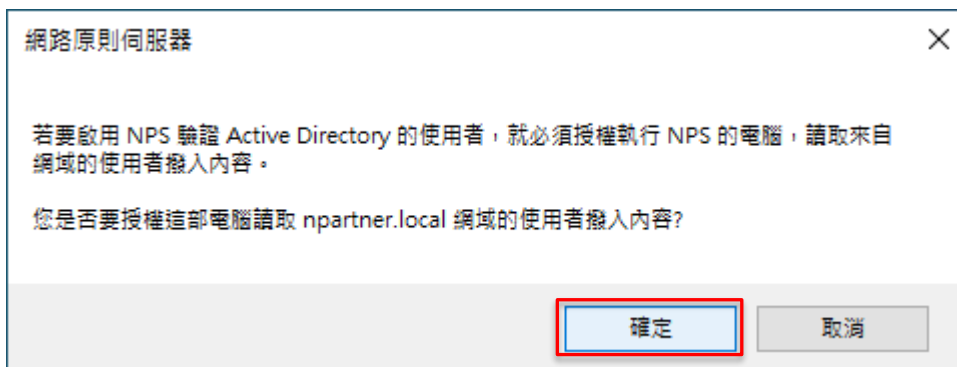 網路原則伺服器
若要啟用 NPS 驗證 Active Directory 的使用者，就必須授權執行 NPS 的電腦，讀取來自
網域的使用者撥入內容。
您是否要授權這部電腦讀取 npartner.local 網域的使用者撥入內容?
確定
取消